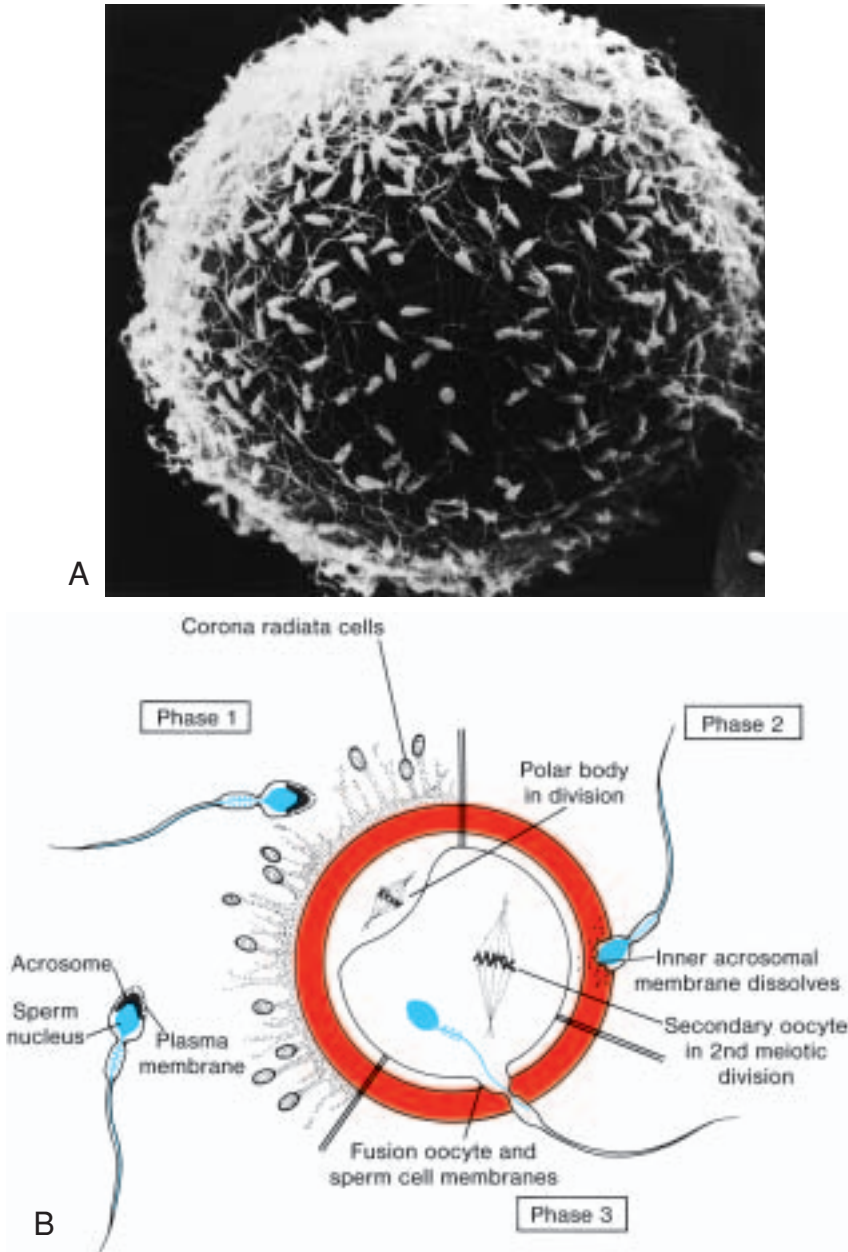 A
Corona radiata cells
Phase 1
Phase 2
Polar body
in division
Acrosome
Sperm
nucleus
Plasma
membrane
Inner acrosomal
membrane dissolves
Secondary oocyte
in 2nd meiotic
division
Fusion oocyte and
sperm cell membranes
Phase 3
B